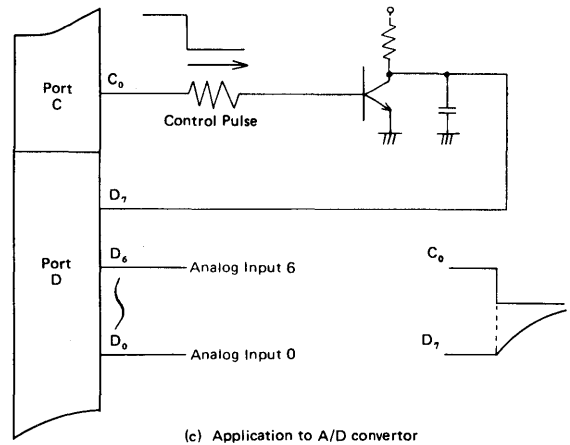 Port
C
C₀
Control Pulse
D₇
Port
D
D₆
Analog Input 6
D₀
Analog Input 0
C₀
D₇
(c) Application to A/D convertor